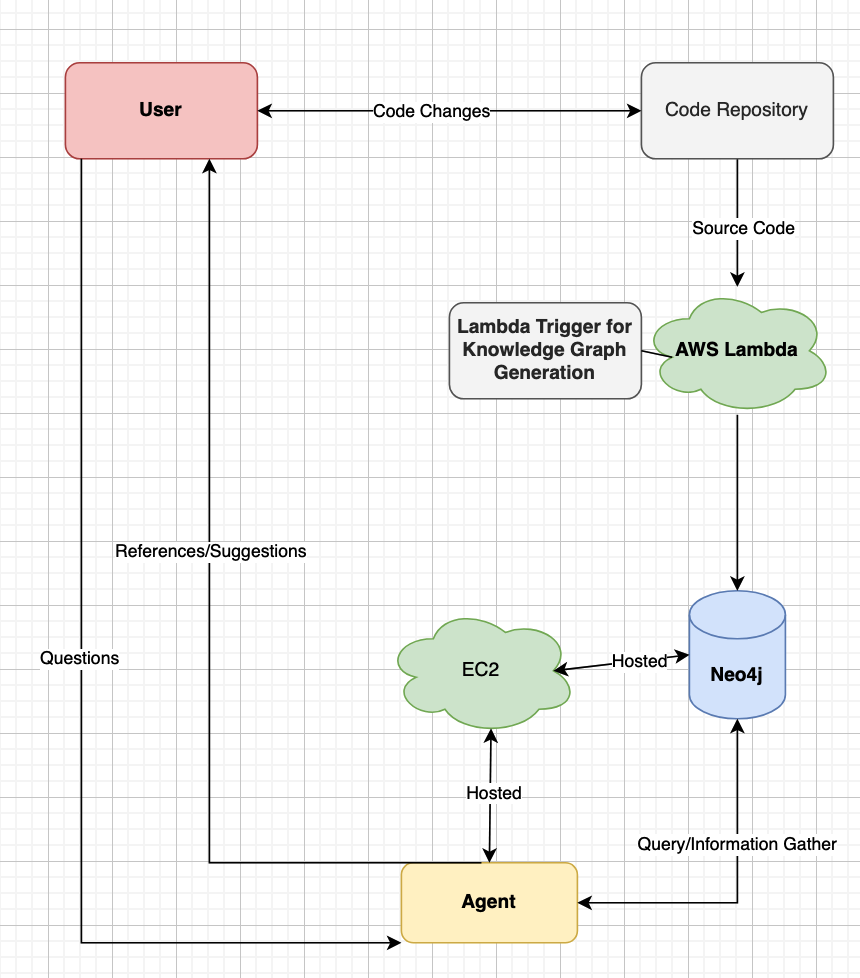 User
Code Changes
Code Repository
Source Code
Lambda Trigger for
Knowledge Graph
Generation
AWS Lambda
References/Suggestions
Questions
EC2
Hosted
Neo4j
Hosted
Query/Information Gather
Agent